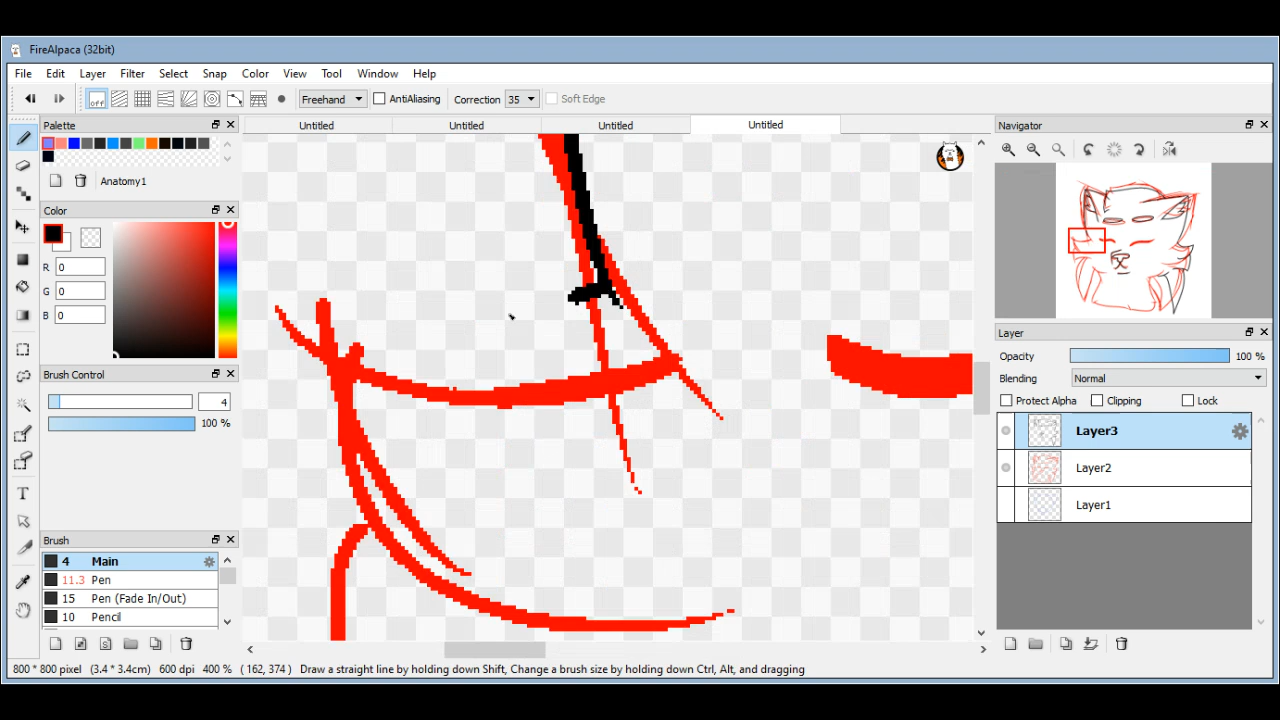 FireAlpaca (32bit)
File Edit Layer Filter Select Snap Color View Tool Window Help
off Freehand AntiAliasing Correction 35 Soft Edge
Palette Untitled Untitled Untitled Untitled Navigator
Anatomy1
Color
R 0
G 0
B 0
Layer
Opacity 100 %
Brush Control Blending Normal
4 Protect Alpha Clipping Lock
100 %
Layer3
Layer2
Layer1
Brush
4 Main
11.3 Pen
15 Pen (Fade In/Out)
10 Pencil
800 * 800 pixel (3.4 * 3.4cm) 600 dpi 400 % ( 162, 374 ) Draw a straight line by holding down Shift, Change a brush size by holding down Ctrl, Alt, and dragging